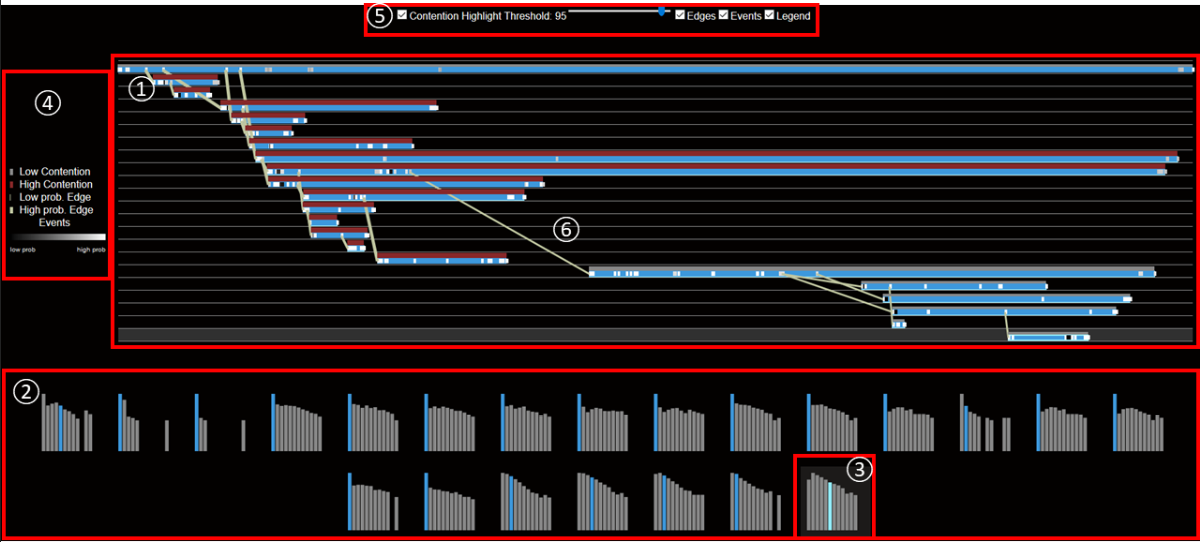 ⑤ Contention Highlight Threshold: 95 Edges Events Legend
①
④
Low Contention
High Contention
Low prob. Edge
High prob. Edge
Events
low prob high prob
⑥
②
③